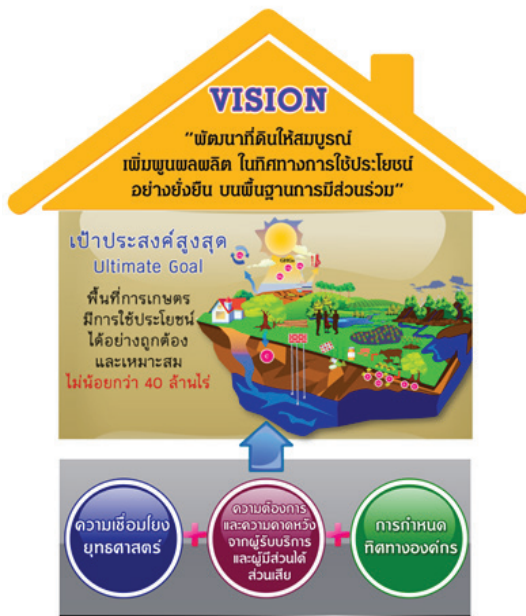 VISION
“พัฒนาที่ดินให้สมบูรณ์
เพิ่มพูนผลผลิต ในทิศทางการใช้ประโยชน์
อย่างยั่งยืน บนพื้นฐานการมีส่วนร่วม”
เป้าประสงค์สูงสุด
Ultimate Goal
พื้นที่การเกษตร
มีการใช้ประโยชน์
ได้อย่างถูกต้อง
และเหมาะสม
ไม่น้อยกว่า 40 ล้านไร่
GHGs
C
ความเชื่อมโยง
ยุทธศาสตร์
+
ความต้องการ
และความคาดหวัง
จากผู้รับบริการ
และผู้มีส่วนได้
ส่วนเสีย
+
การกำหนด
ทิศทางองค์กร